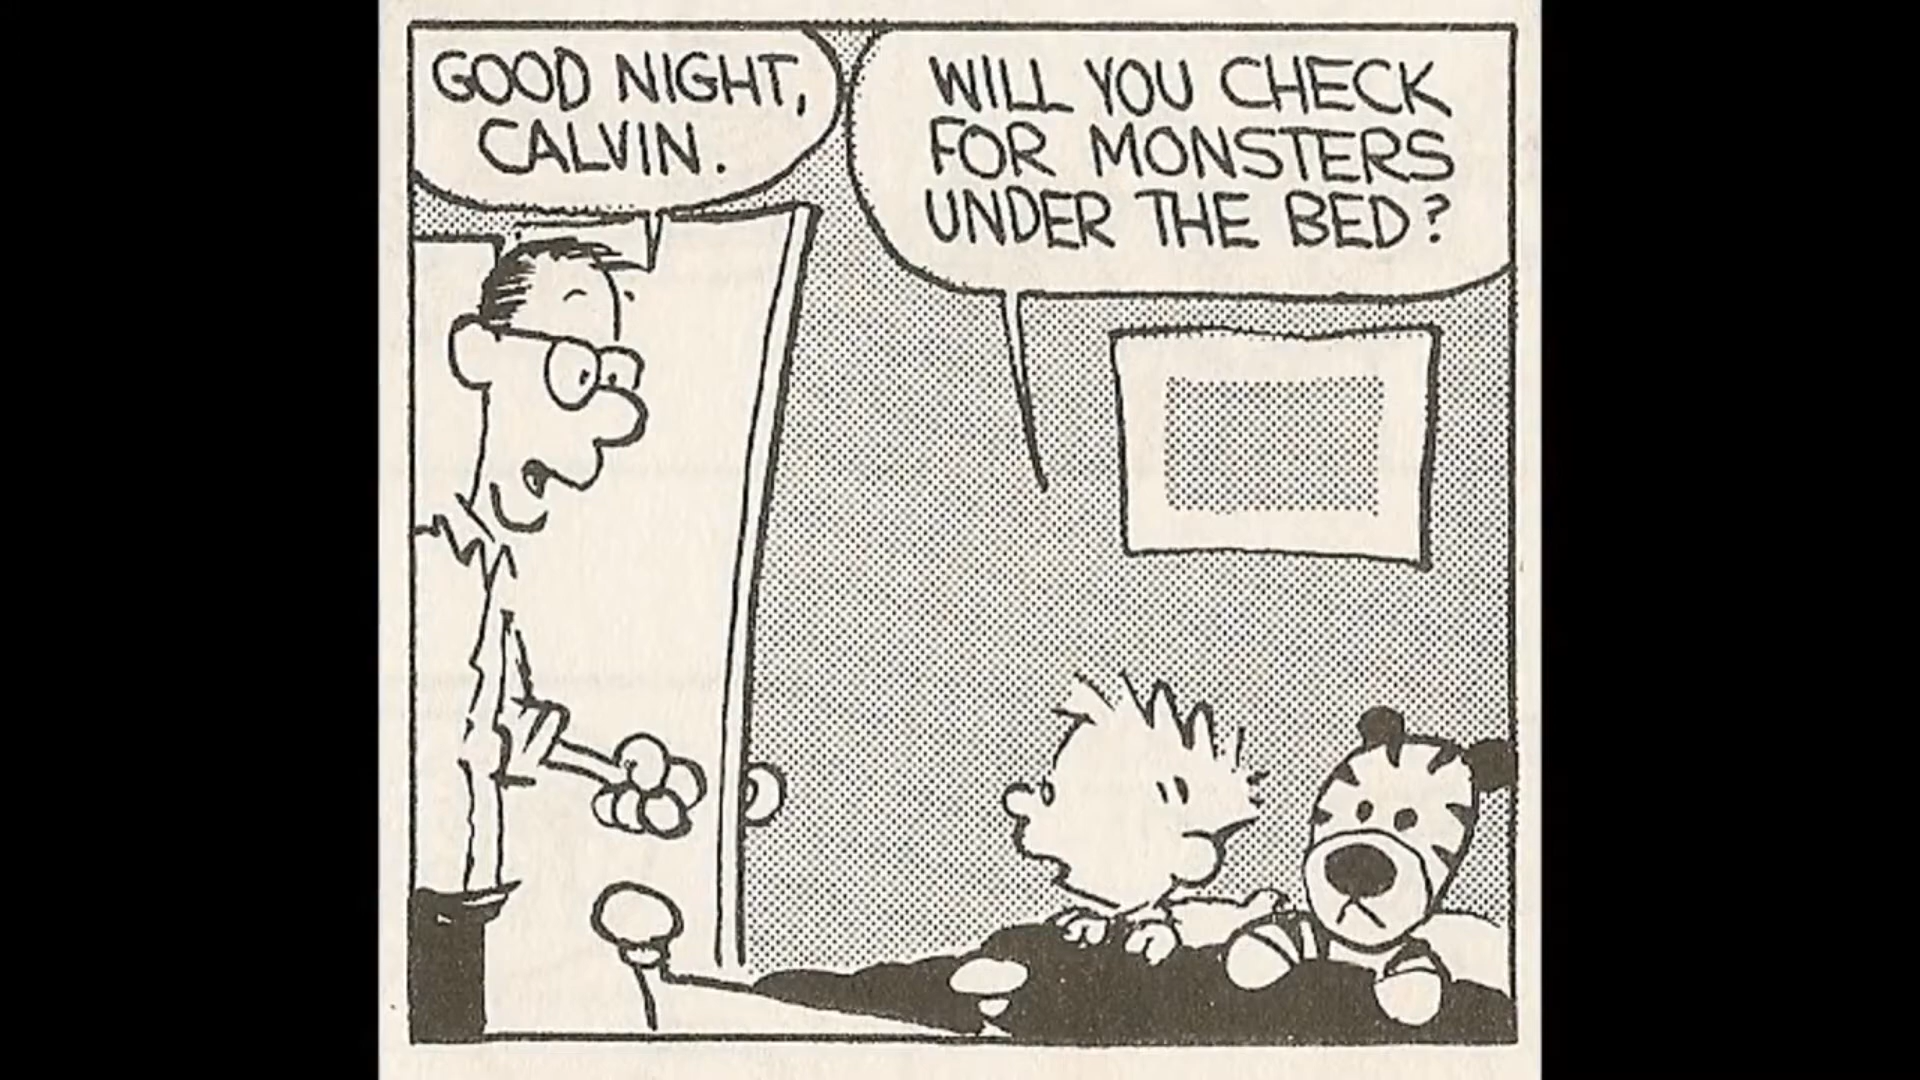 GOOD NIGHT,
CALVIN.
WILL YOU CHECK
FOR MONSTERS
UNDER THE BED?